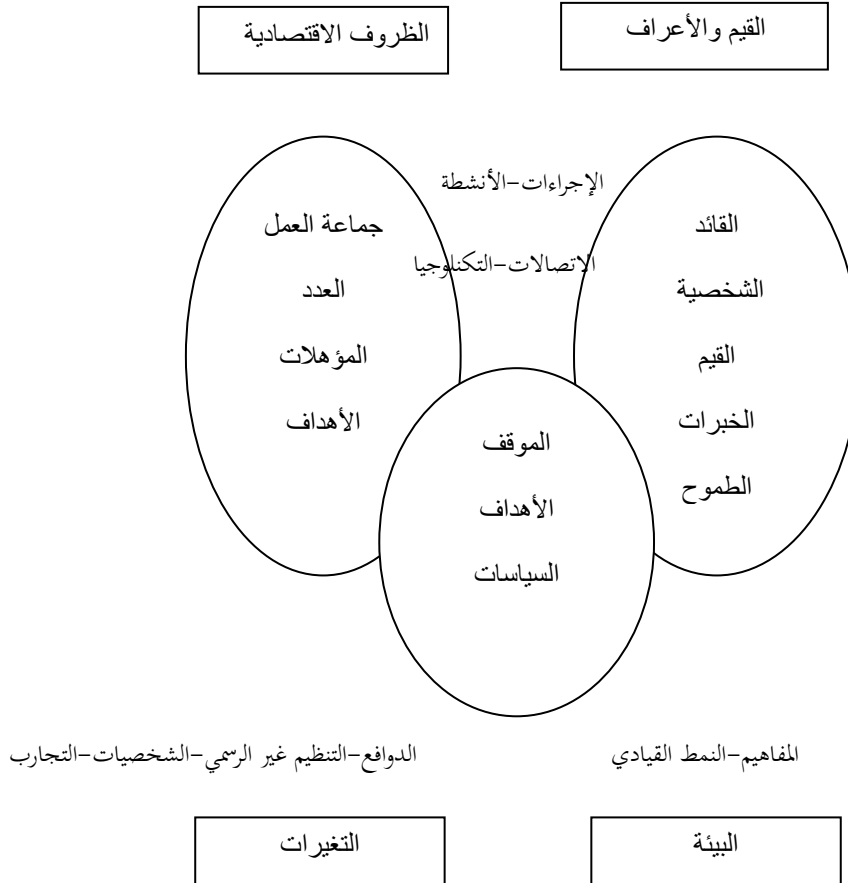 القيم والأعراف
الظروف الاقتصادية
الإجراءات-الأنشطة
الاتصالات-التكنلوجيا
القائد
الشخصية
القيم
الخبرات
الطموح
جماعة العمل
العدد
المؤهلات
الأهداف
الموقف
الأهداف
السياسات
المفاهيم-النمط القيادي
الدوافع-التنظيم غير الرسمي-الشخصيات-التجارب
البيئة
التغيرات